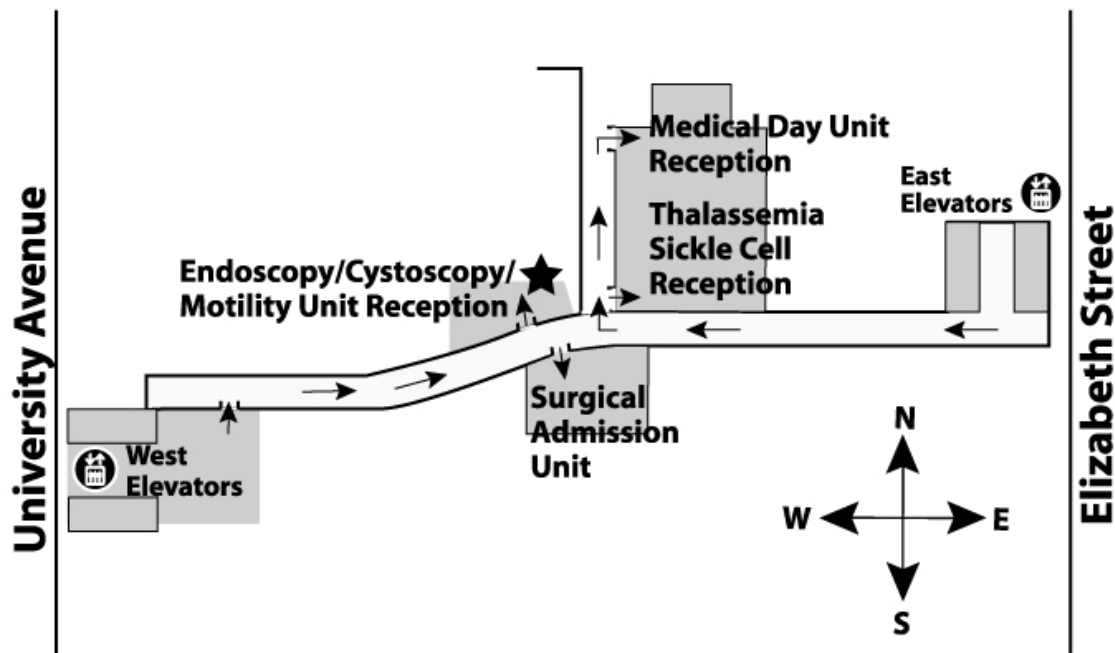 University Avenue
Medical Day Unit
Reception
East
Elevators
Thalassemia
Sickle Cell
Reception
Endoscopy/Cystoscopy/
Motility Unit Reception
Surgical
Admission
Unit
West
Elevators
N
W
E
S
Elizabeth Street